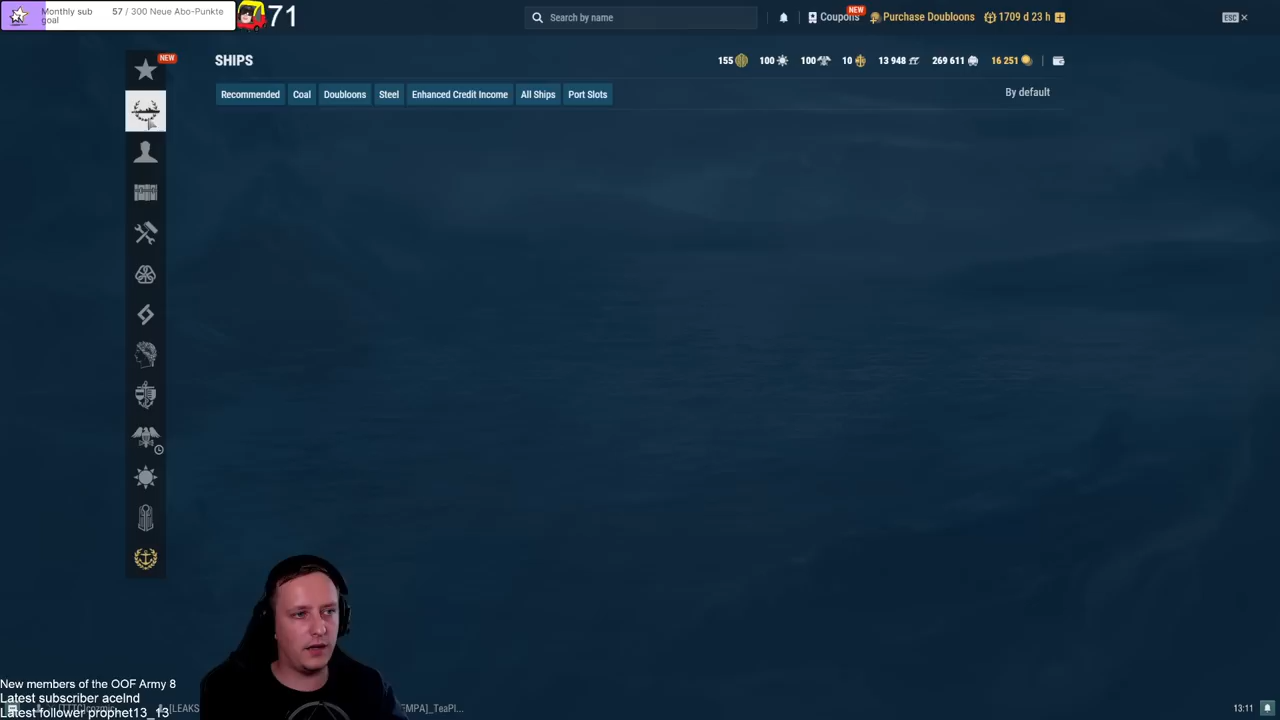 Monthly sub goal
57 / 300 Neue Abo-Punkte
71
Search by name
NEW
Coupons
Purchase Doubloons
1709 d 23 h
ESC
NEW
SHIPS
155
100
100
10
13 948
269 611
16 251
Recommended
Coal
Doubloons
Steel
Enhanced Credit Income
All Ships
Port Slots
By default
New members of the OOF Army 8
Latest subscriber acelnd
Latest follower prophet13_13
[LEAKS
EMPA]_TeaPl...
13:11